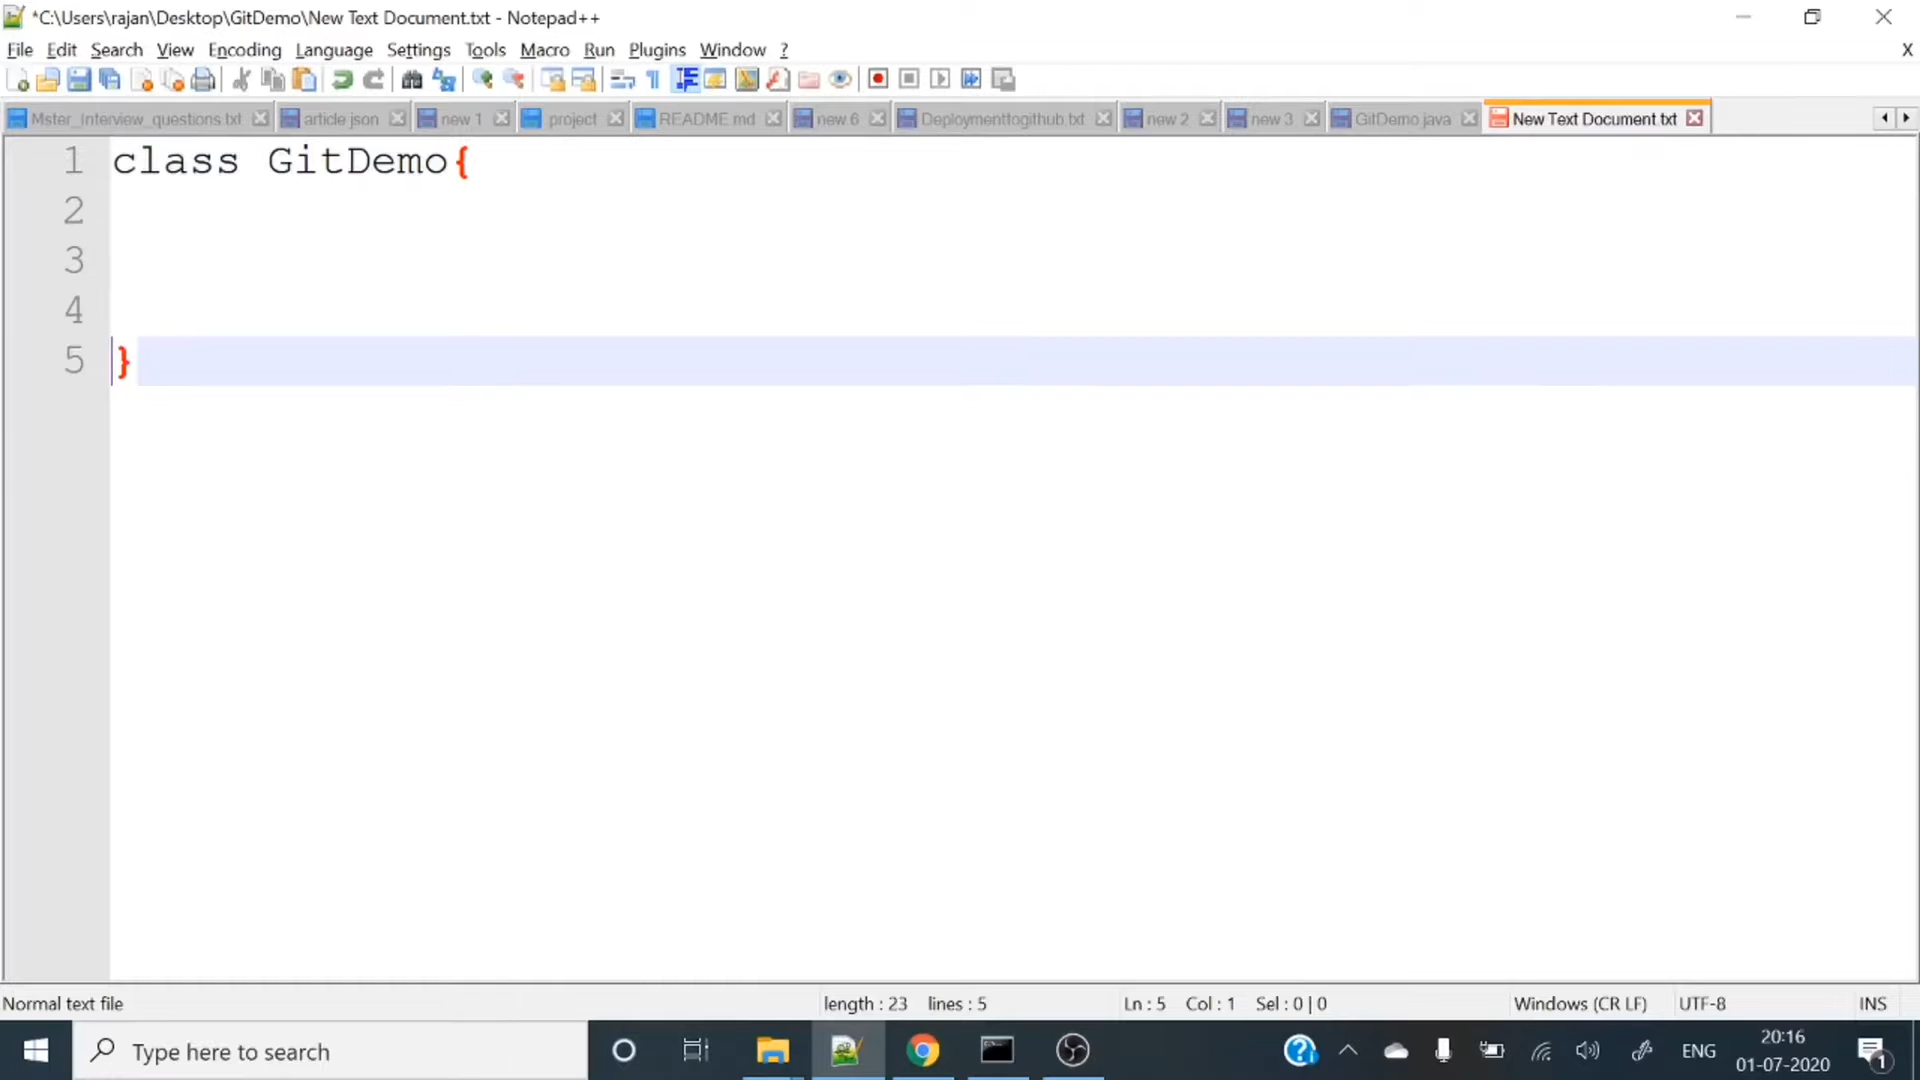 *C:\Users\rajan\Desktop\GitDemo\New Text Document.txt - Notepad++
File Edit Search View Encoding Language Settings Tools Macro Run Plugins Window ? X
Mster_Interview_questions.txt article.json new 1 project README.md new 6 Deploymenttogithub.txt new 2 new 3 GitDemo.java New Text Document.txt
1 class GitDemo{
2
3
4
5 }
Normal text file length : 23 lines : 5 Ln : 5 Col : 1 Sel : 0 | 0 Windows (CR LF) UTF-8 INS
Type here to search ENG 20:16
01-07-2020 1